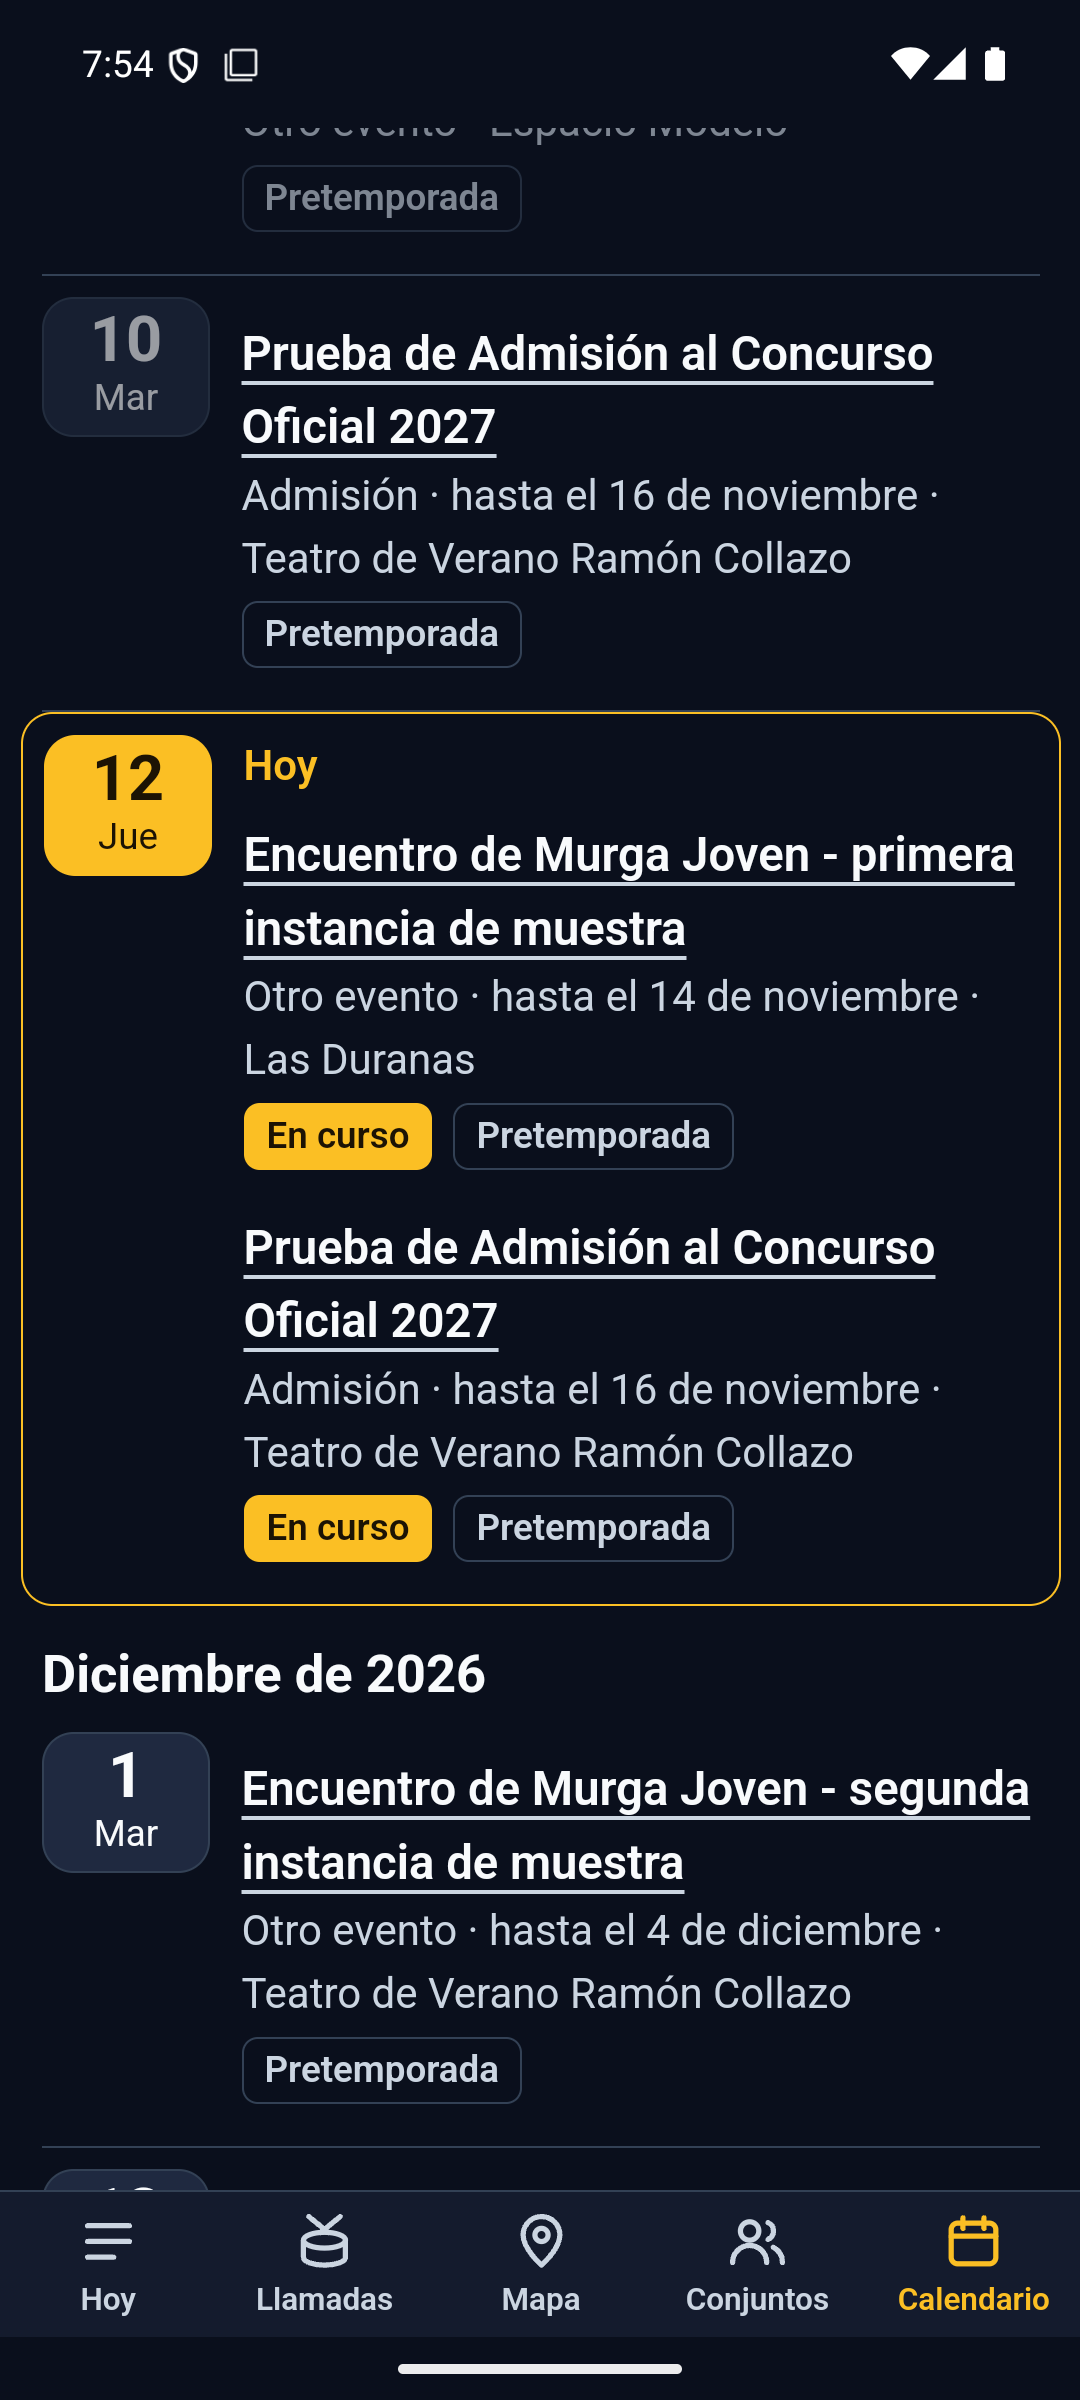 7:54
Otro evento · Espacio Modelo
Pretemporada
10
Mar
Prueba de Admisión al Concurso
Oficial 2027
Admisión · hasta el 16 de noviembre ·
Teatro de Verano Ramón Collazo
Pretemporada
12
Jue
Hoy
Encuentro de Murga Joven - primera
instancia de muestra
Otro evento · hasta el 14 de noviembre ·
Las Duranas
En curso
Pretemporada
Prueba de Admisión al Concurso
Oficial 2027
Admisión · hasta el 16 de noviembre ·
Teatro de Verano Ramón Collazo
En curso
Pretemporada
Diciembre de 2026
1
Mar
Encuentro de Murga Joven - segunda
instancia de muestra
Otro evento · hasta el 4 de diciembre ·
Teatro de Verano Ramón Collazo
Pretemporada
Hoy
Llamadas
Mapa
Conjuntos
Calendario